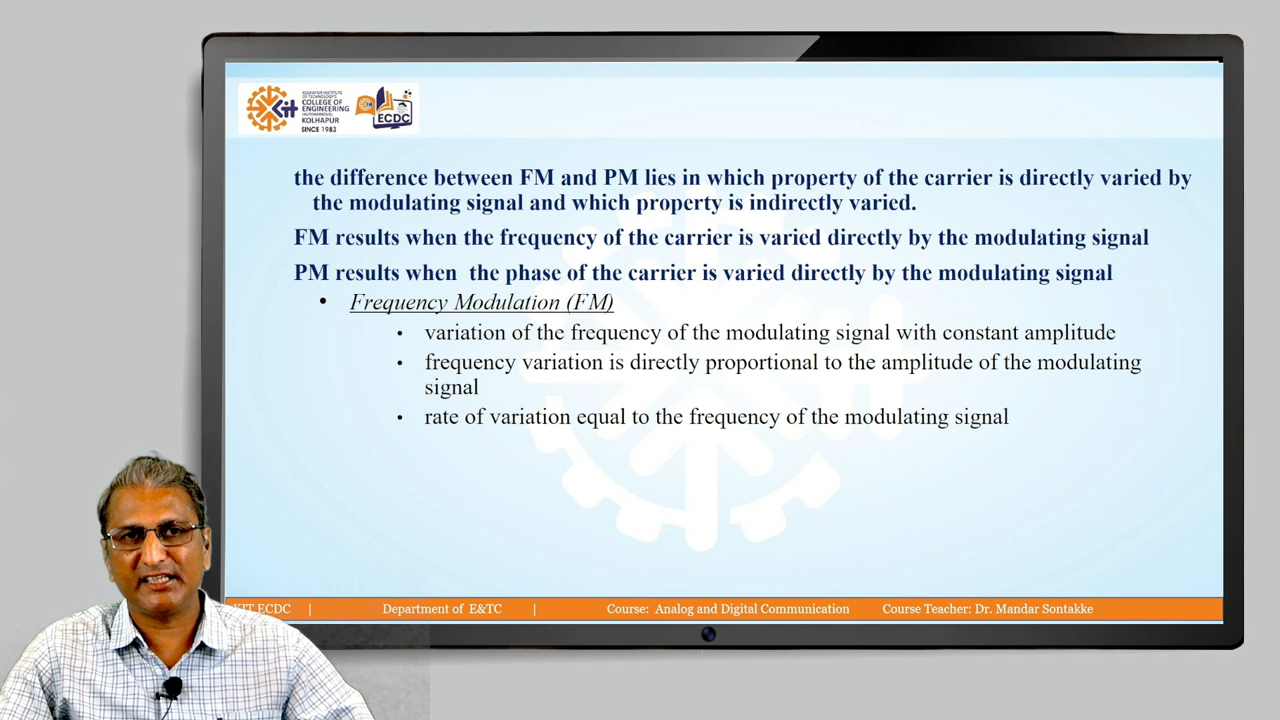 KOLHAPUR INSTITUTE
OF TECHNOLOGY'S
COLLEGE OF
ENGINEERING
(AUTONOMOUS),
KOLHAPUR
SINCE 1983
KIT
ECDC
the difference between FM and PM lies in which property of the carrier is directly varied by
the modulating signal and which property is indirectly varied.
FM results when the frequency of the carrier is varied directly by the modulating signal
PM results when the phase of the carrier is varied directly by the modulating signal
• Frequency Modulation (FM)
• variation of the frequency of the modulating signal with constant amplitude
• frequency variation is directly proportional to the amplitude of the modulating
signal
• rate of variation equal to the frequency of the modulating signal
KIT ECDC | Department of E&TC | Course: Analog and Digital Communication Course Teacher: Dr. Mandar Sontakke